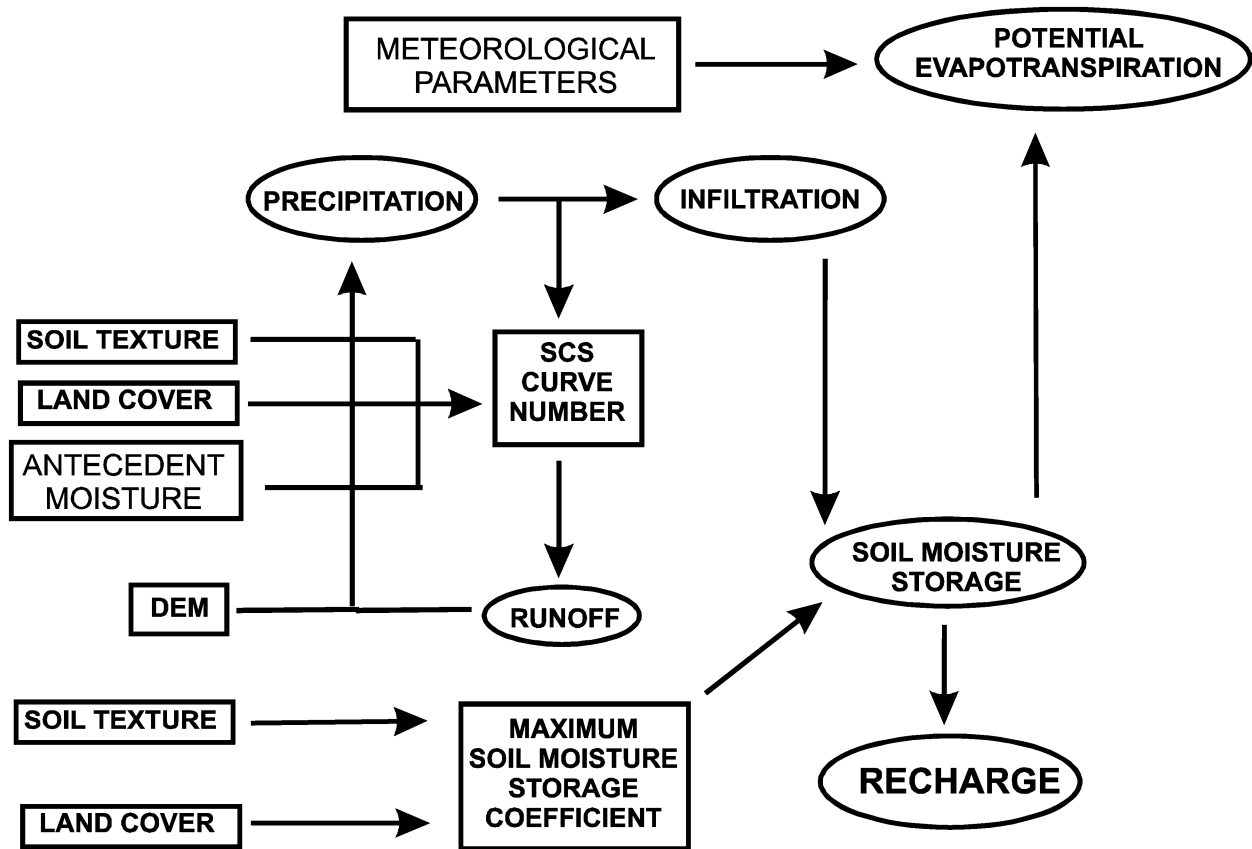 METEOROLOGICAL
PARAMETERS
POTENTIAL
EVAPOTRANSPIRATION
PRECIPITATION
INFILTRATION
SOIL TEXTURE
LAND COVER
ANTECEDENT
MOISTURE
SCS
CURVE
NUMBER
SOIL MOISTURE
STORAGE
DEM
RUNOFF
SOIL TEXTURE
LAND COVER
MAXIMUM
SOIL MOISTURE
STORAGE
COEFFICIENT
RECHARGE